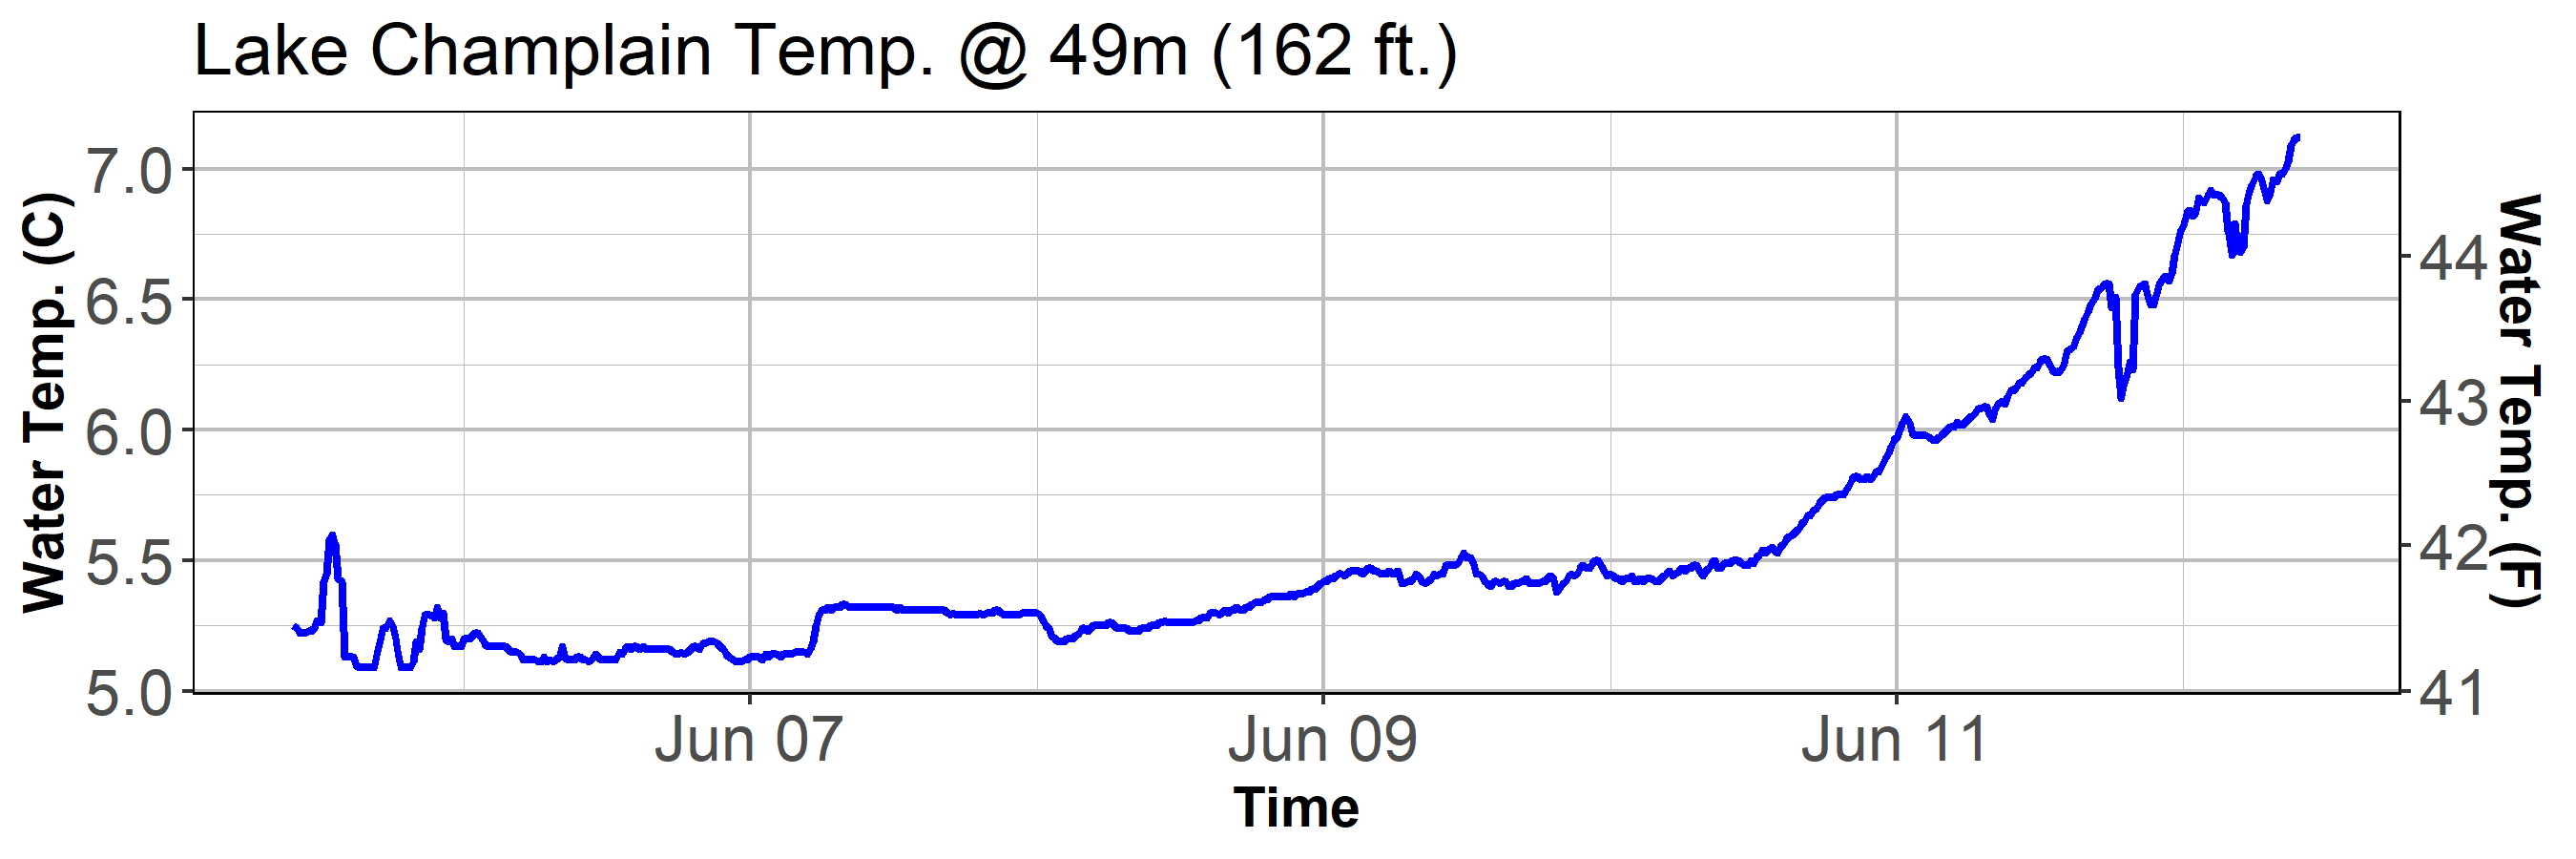 Lake Champlain Temp. @ 49m (162 ft.)
Water Temp. (C)
7.0
6.5
6.0
5.5
5.0
44
43
42
41
Water Temp. (F)
Jun 07
Jun 09
Jun 11
Time